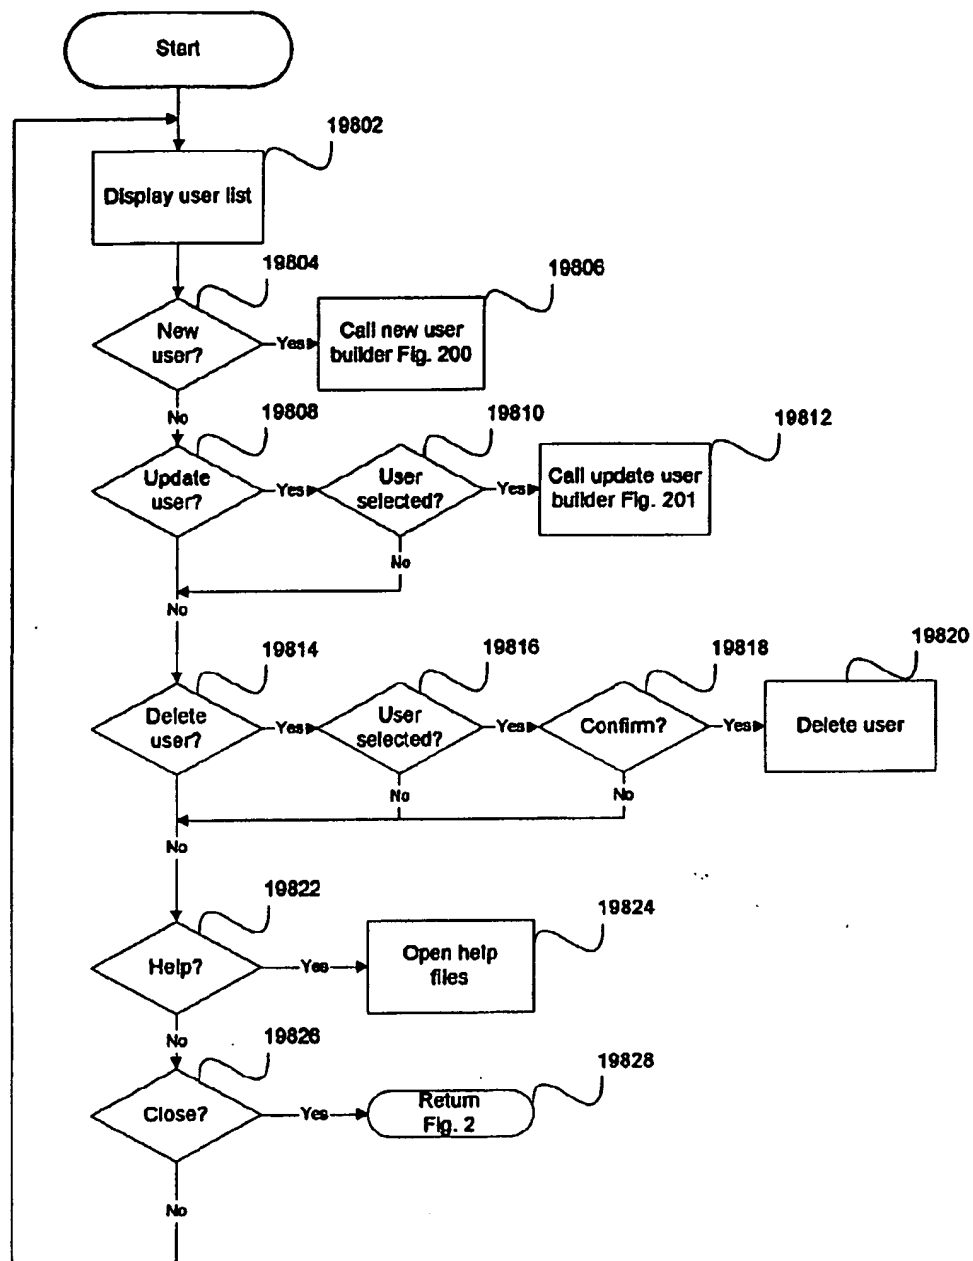 Start
19802
Display user list
19804
19806
New
user?
Yes
Call new user
builder Fig. 200
No
19808
19810
19812
Update
user?
Yes
User
selected?
Yes
Call update user
builder Fig. 201
No
No
19814
19816
19818
19820
Delete
user?
Yes
User
selected?
Yes
Confirm?
Yes
Delete user
No
No
No
19822
19824
Help?
Yes
Open help
files
No
19826
19828
Close?
Yes
Return
Fig. 2
No